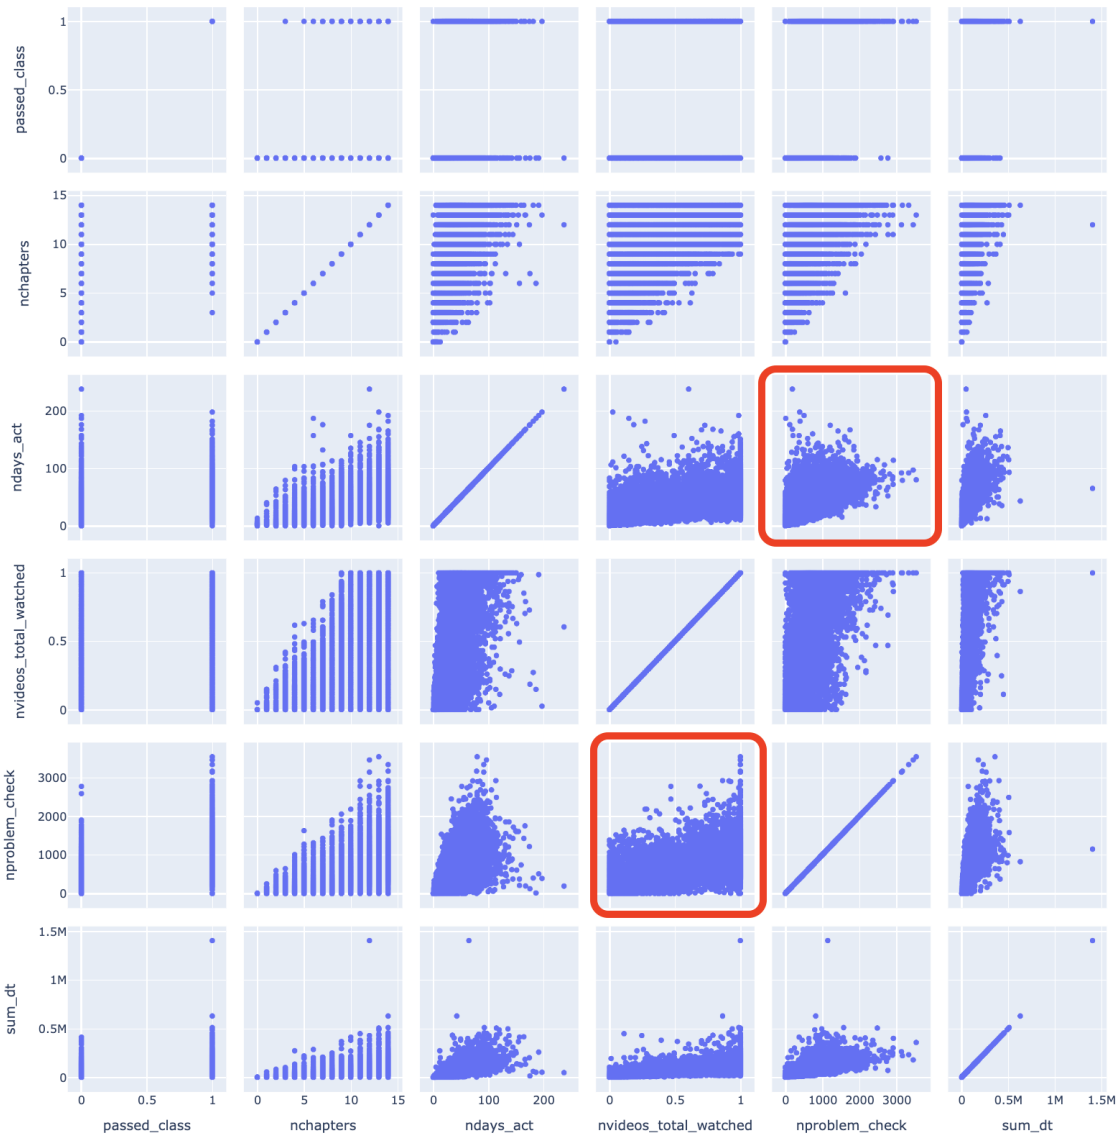 1
0.5
0
passed_class
15
10
5
0
nchapters
200
100
0
ndays_act
1
0.5
0
nvideos_total_watched
3000
2000
1000
0
nproblem_check
1.5M
1M
0.5M
0
sum_dt
0 0.5 1 0 5 10 15 0 100 200 0 0.5 1 0 1000 2000 3000 0 0.5M 1M 1.5M
passed_class nchapters ndays_act nvideos_total_watched nproblem_check sum_dt